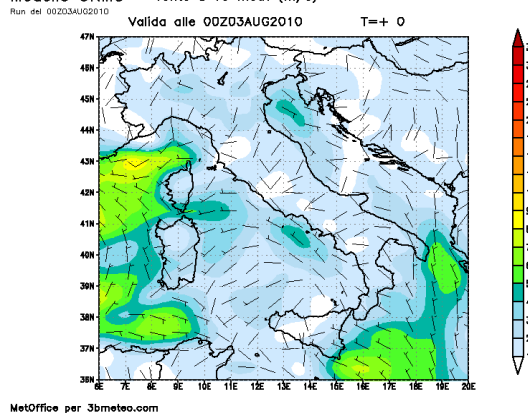 Run del 00Z03AUG2010
Valida alle 00Z03AUG2010 T=+ 0
47N
46N
45N
44N
43N
42N
41N
40N
39N
38N
37N
36N
6E 7E 8E 9E 10E 11E 12E 13E 14E 15E 16E 17E 18E 19E 20E
MetOffice per 3bmeteo.com